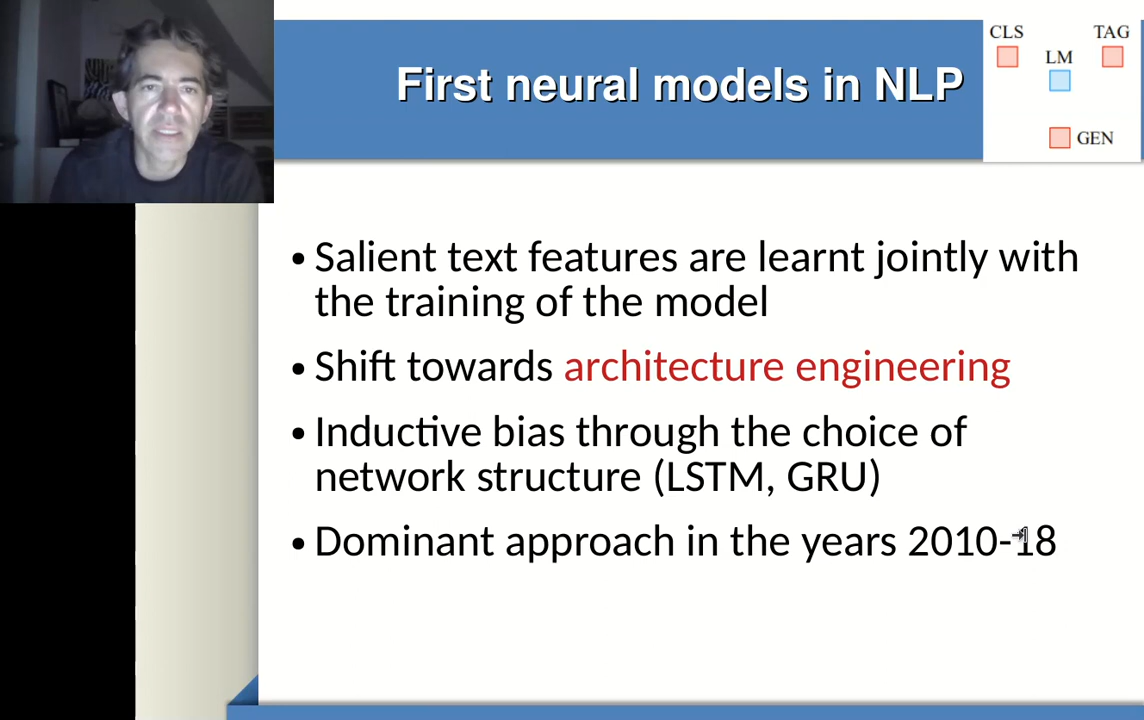 First neural models in NLP
CLS
TAG
LM
GEN
• Salient text features are learnt jointly with
the training of the model
• Shift towards architecture engineering
• Inductive bias through the choice of
network structure (LSTM, GRU)
• Dominant approach in the years 2010-18